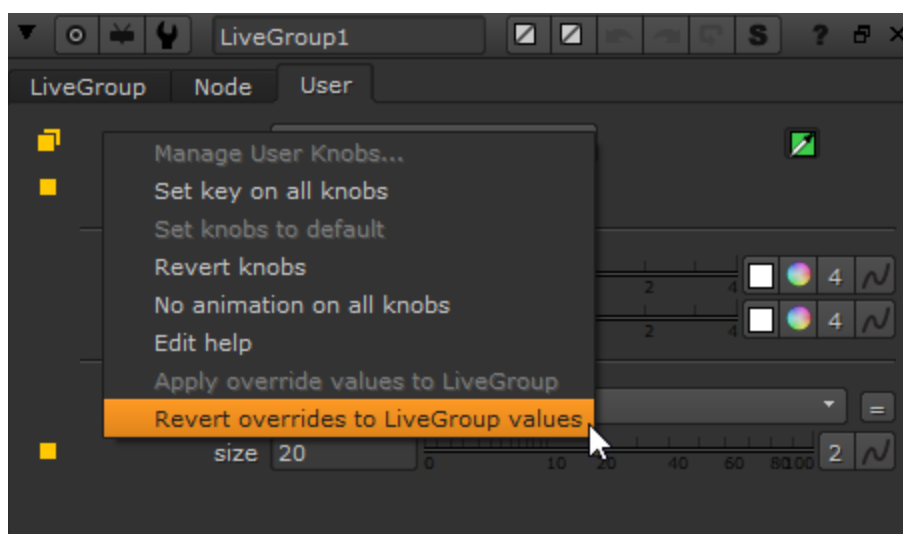 LiveGroup1 S ?
LiveGroup Node User
Manage User Knobs...
Set key on all knobs
Set knobs to default
Revert knobs
2 4 4
No animation on all knobs
2 4 4
Edit help
Apply override values to LiveGroup
=
Revert overrides to LiveGroup values
size 20 0 10 20 40 60 80100 2